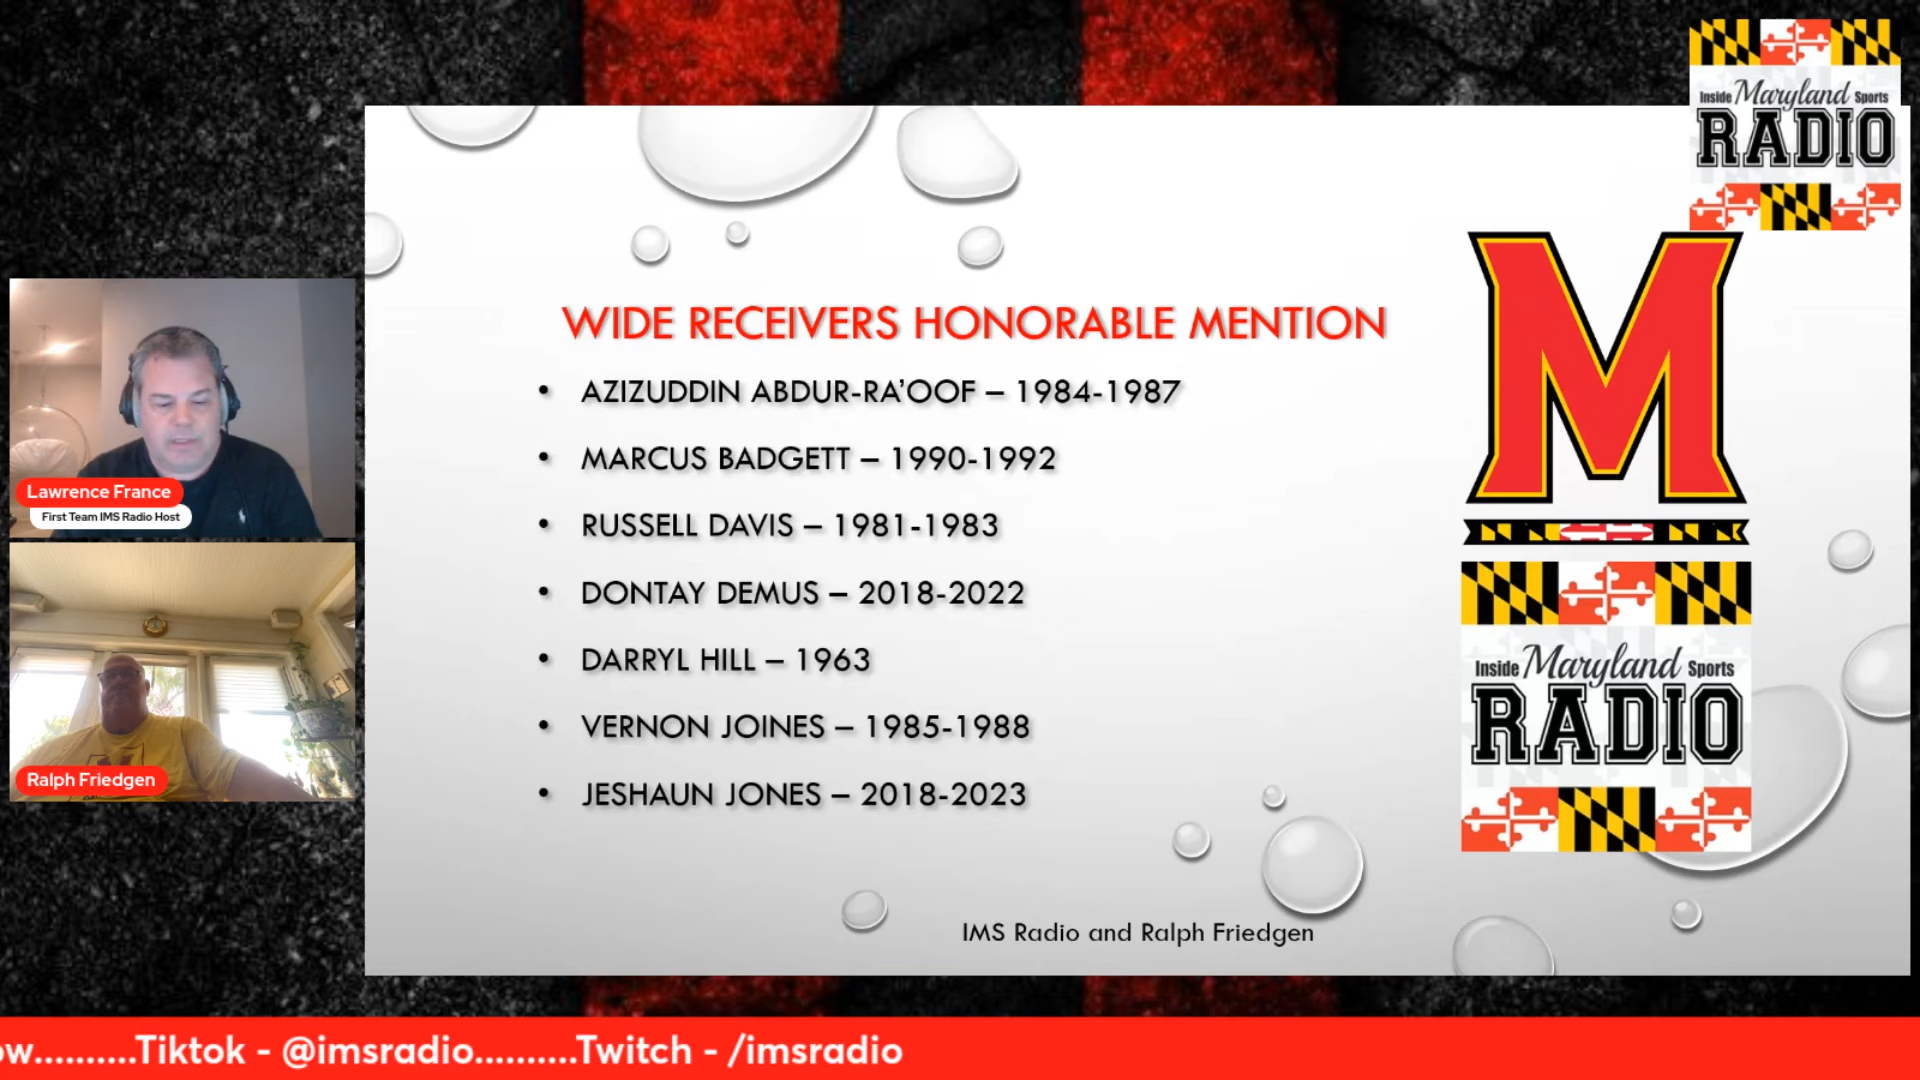 Inside Maryland Sports
RADIO
WIDE RECEIVERS HONORABLE MENTION
• AZIZUDDIN ABDUR-RA’OOF – 1984-1987
• MARCUS BADGETT – 1990-1992
• RUSSELL DAVIS – 1981-1983
• DONTAY DEMUS – 2018-2022
• DARRYL HILL – 1963
• VERNON JOINES – 1985-1988
• JESHAUN JONES – 2018-2023
IMS Radio and Ralph Friedgen
M
Inside Maryland Sports
RADIO
Lawrence France
First Team IMS Radio Host
Ralph Friedgen
ow..........Tiktok - @imsradio..........Twitch - /imsradio